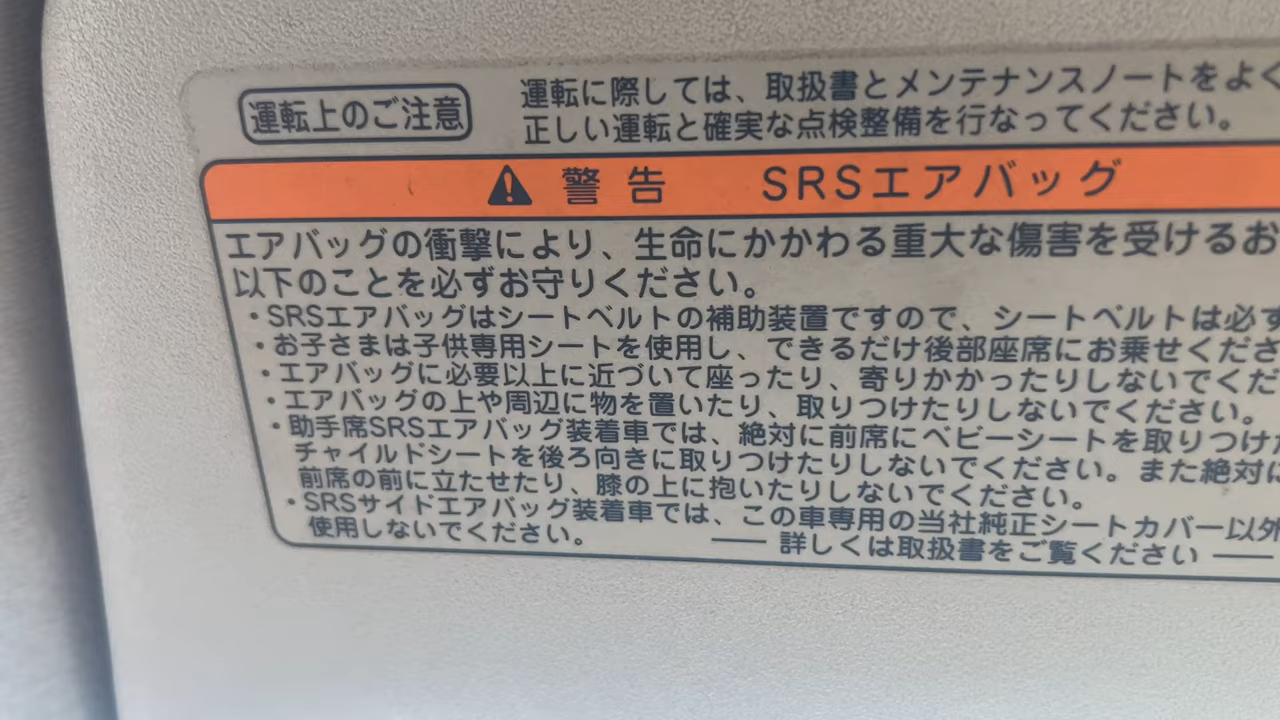 運転上のご注意
運転に際しては、取扱書とメンテナンスノートをよく
正しい運転と確実な点検整備を行なってください。
警告 SRSエアバッグ
エアバッグの衝撃により、生命にかかわる重大な傷害を受けるお
以下のことを必ずお守りください。
・SRSエアバッグはシートベルトの補助装置ですので、シートベルトは必ず
・お子さまは子供専用シートを使用し、できるだけ後部座席にお乗せくださ
・エアバッグに必要以上に近づいて座ったり、寄りかかったりしないでくだ
・エアバッグの上や周辺に物を置いたり、取りつけたりしないでください。
・助手席SRSエアバッグ装着車では、絶対に前席にベビーシートを取りつけ
チャイルドシートを後ろ向きに取りつけたりしないでください。また絶対に
前席の前に立たせたり、膝の上に抱いたりしないでください。
・SRSサイドエアバッグ装着車では、この車専用の当社純正シートカバー以外
使用しないでください。
詳しくは取扱書をご覧ください